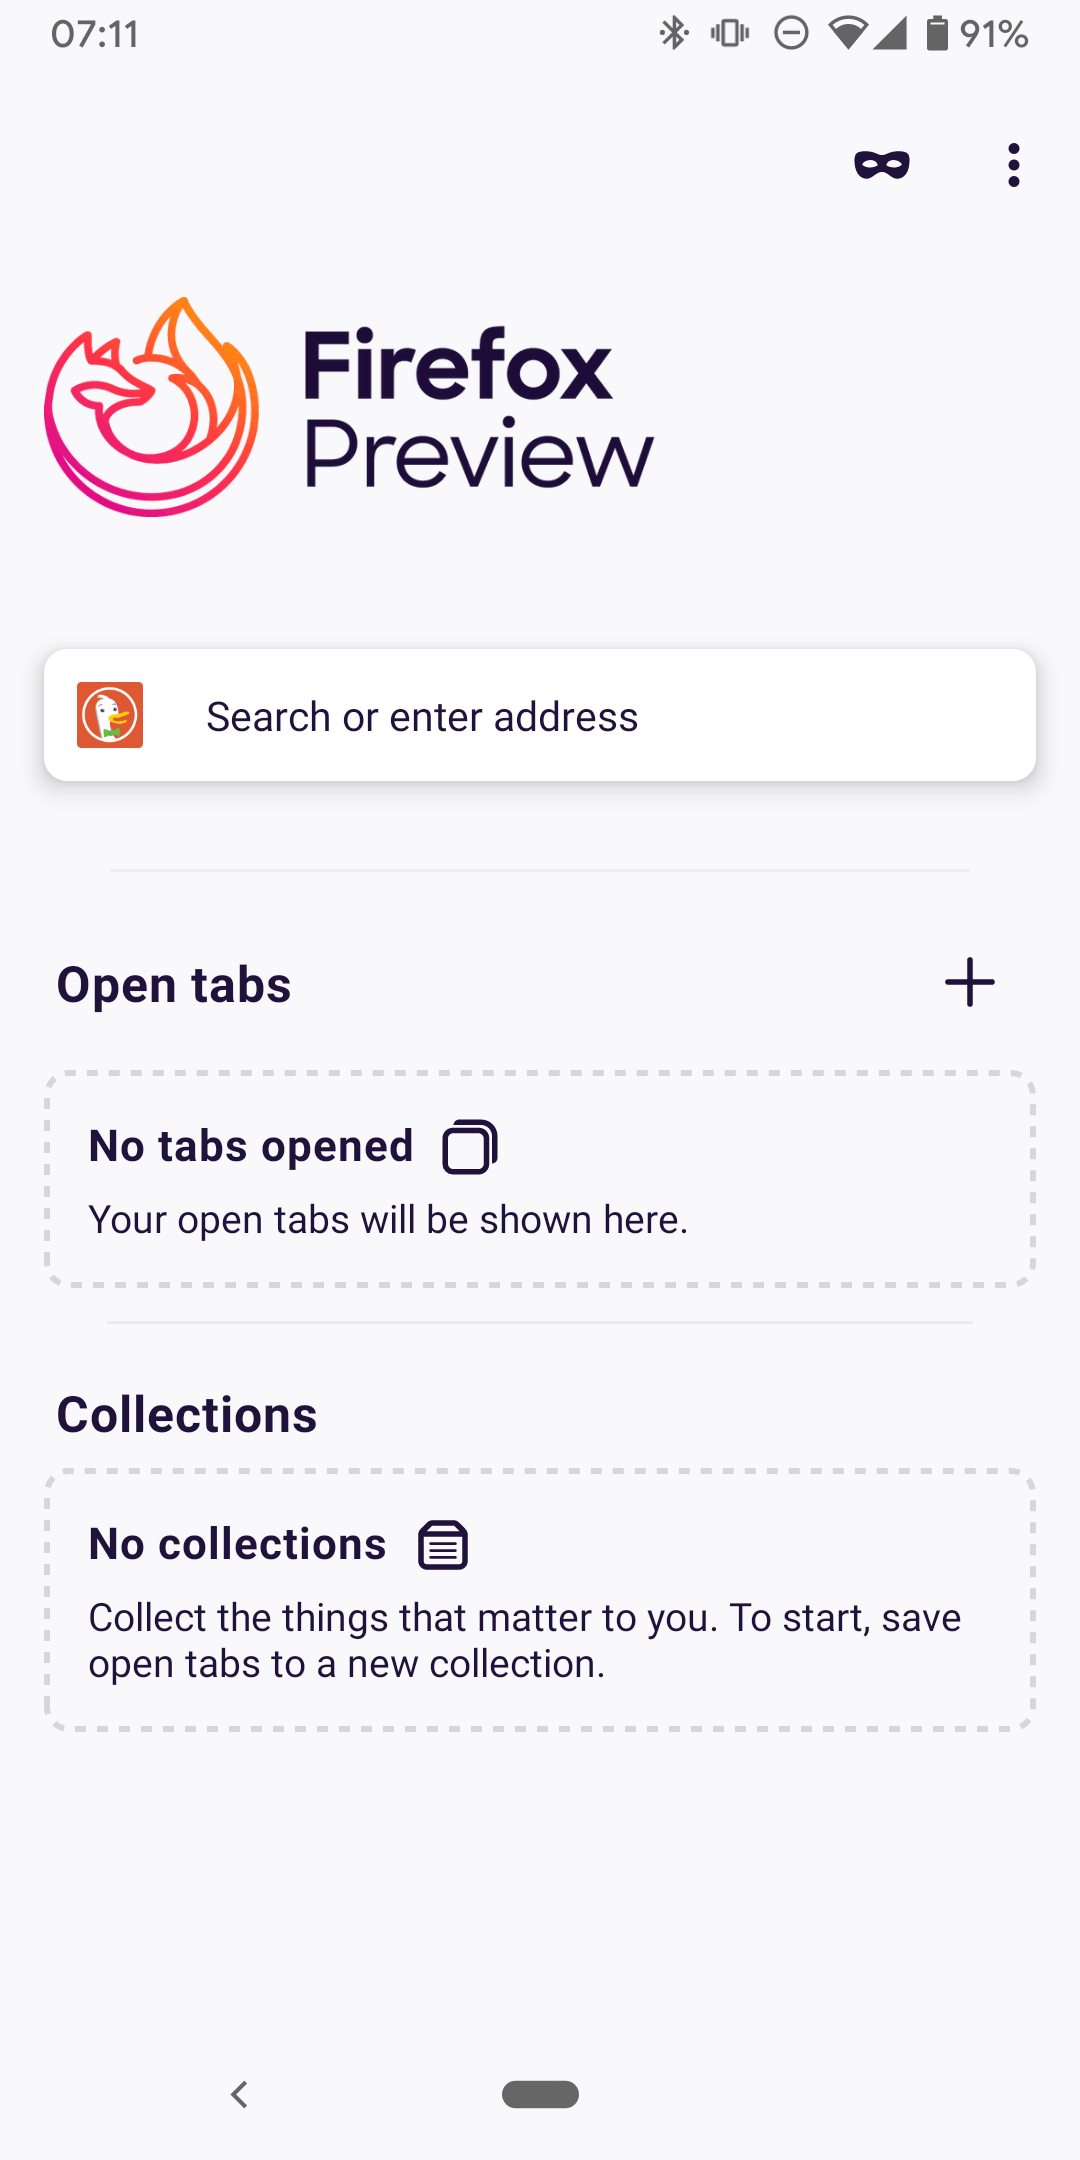 07:11 91%
Firefox
Preview
Search or enter address
Open tabs
No tabs opened
Your open tabs will be shown here.
Collections
No collections
Collect the things that matter to you. To start, save
open tabs to a new collection.